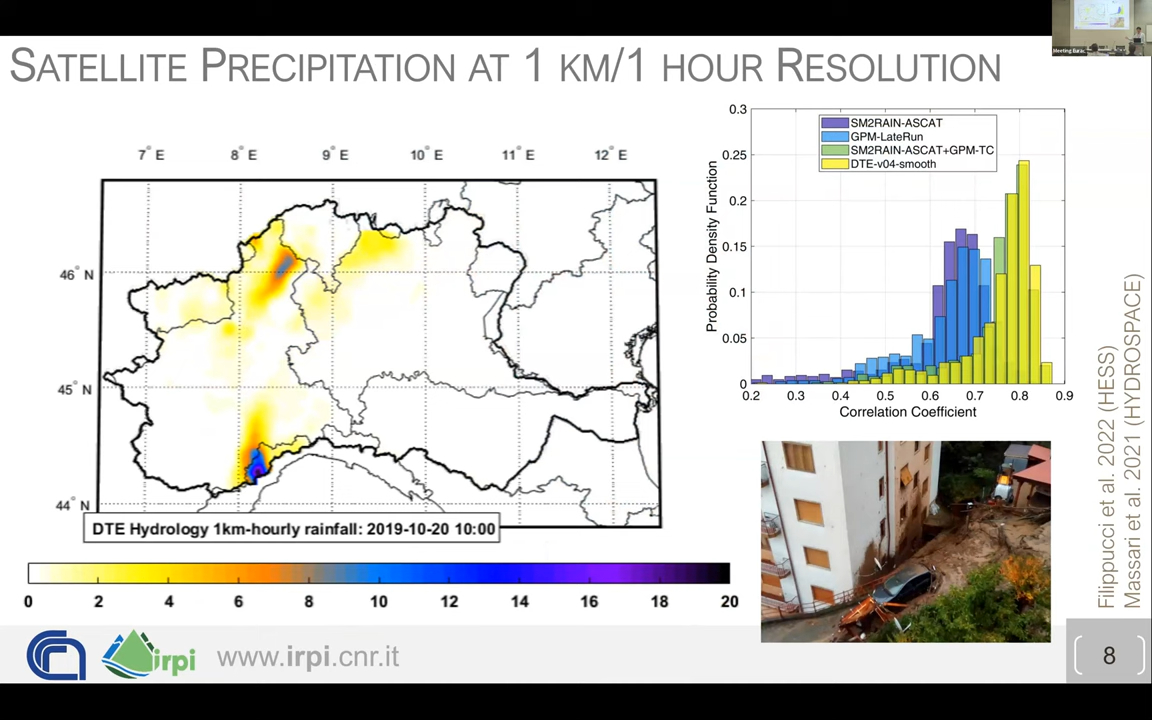 Meeting Barac
SATELLITE PRECIPITATION AT 1 KM/1 HOUR RESOLUTION
7° E 8° E 9° E 10° E 11° E 12° E
46° N
45° N
44° N
DTE Hydrology 1km-hourly rainfall: 2019-10-20 10:00
0 2 4 6 8 10 12 14 16 18 20
0.3
0.25
0.2
0.15
0.1
0.05
0
Probability Density Function
SM2RAIN-ASCAT
GPM-LateRun
SM2RAIN-ASCAT+GPM-TC
DTE-v04-smooth
0.2 0.3 0.4 0.5 0.6 0.7 0.8 0.9
Correlation Coefficient
Filippucci et al. 2022 (HESS)
Massari et al. 2021 (HYDROSPACE)
irpi
www.irpi.cnr.it
8